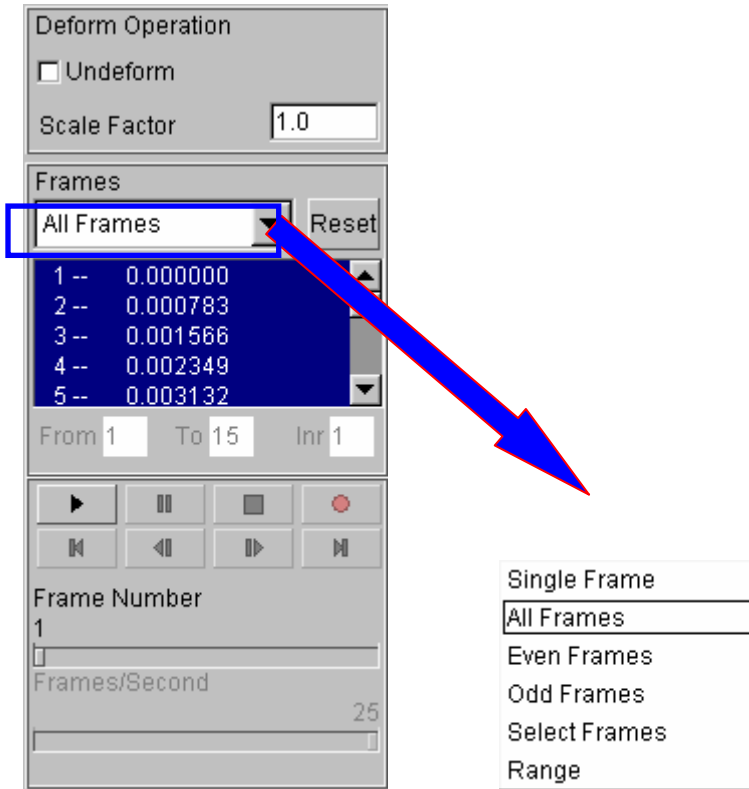 Deform Operation
Undeform
Scale Factor 1.0
Frames
All Frames Reset
1 -- 0.000000
2 -- 0.000783
3 -- 0.001566
4 -- 0.002349
5 -- 0.003132
From 1 To 15 Inr 1
Frame Number
1
Frames/Second
25
Single Frame
All Frames
Even Frames
Odd Frames
Select Frames
Range